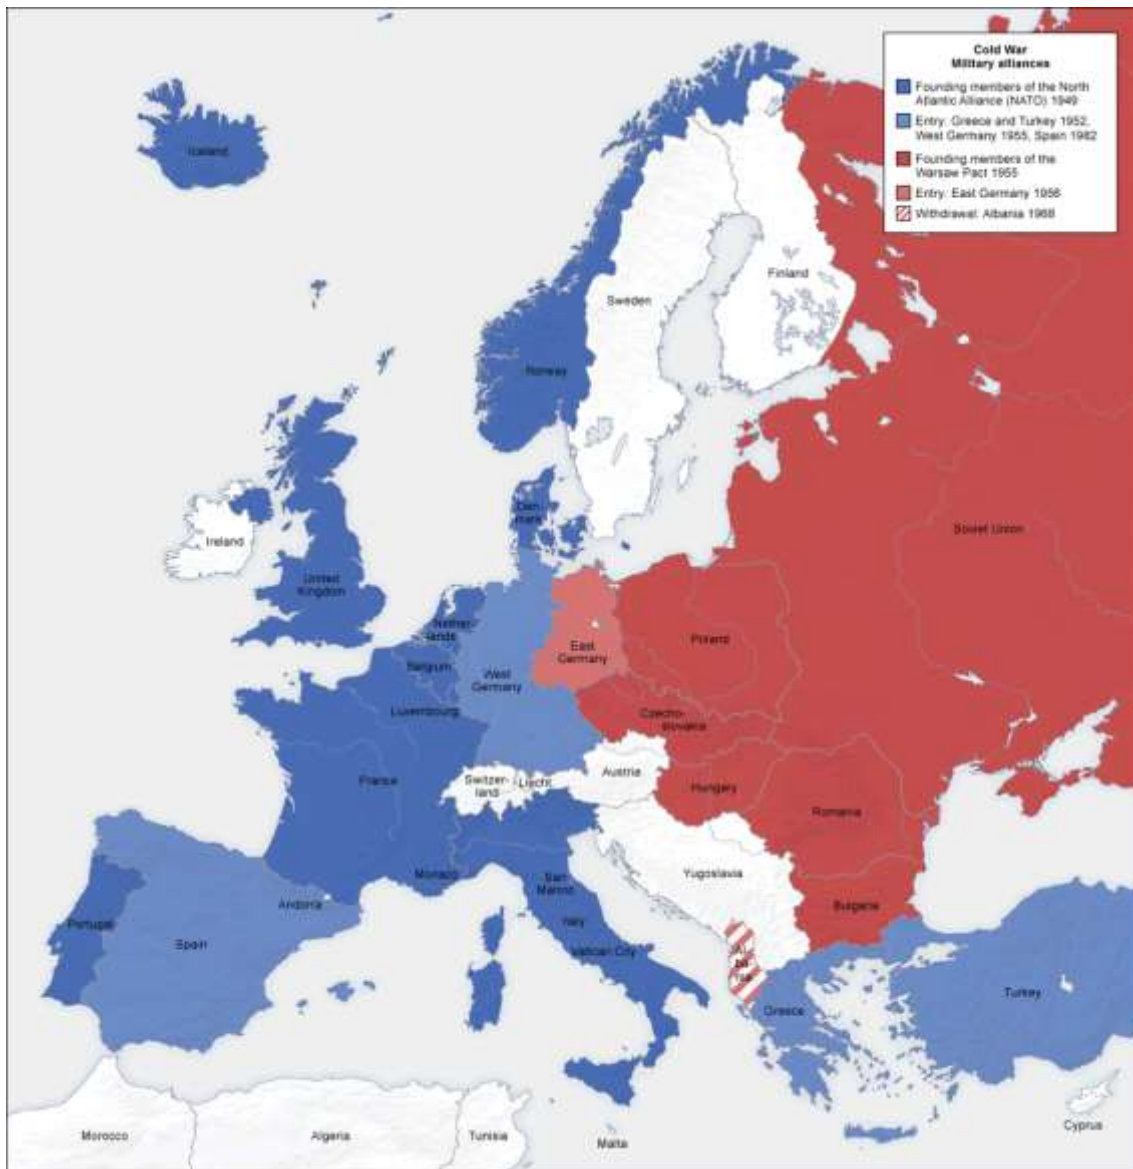 Cold War
Military alliances
Founding members of the North
Atlantic Alliance (NATO) 1949
Entry: Greece and Turkey 1952,
West Germany 1955, Spain 1982
Founding members of the
Warsaw Pact 1955
Entry: East Germany 1956
Withdrawal: Albania 1968
Iceland
Sweden
Finland
Norway
Den-
mark
Ireland
United
Kingdom
Soviet Union
Nether-
lands
Belgium
Luxembourg
West
Germany
East
Germany
Poland
Czecho-
slovakia
France
Switzer-
land
Liecht.
Austria
Hungary
Romania
Monaco
San
Marino
Yugoslavia
Bulgaria
Andorra
Portugal
Spain
Italy
Vatican City
Al-
ba
nia
Greece
Turkey
Morocco
Algeria
Tunisia
Malta
Cyprus